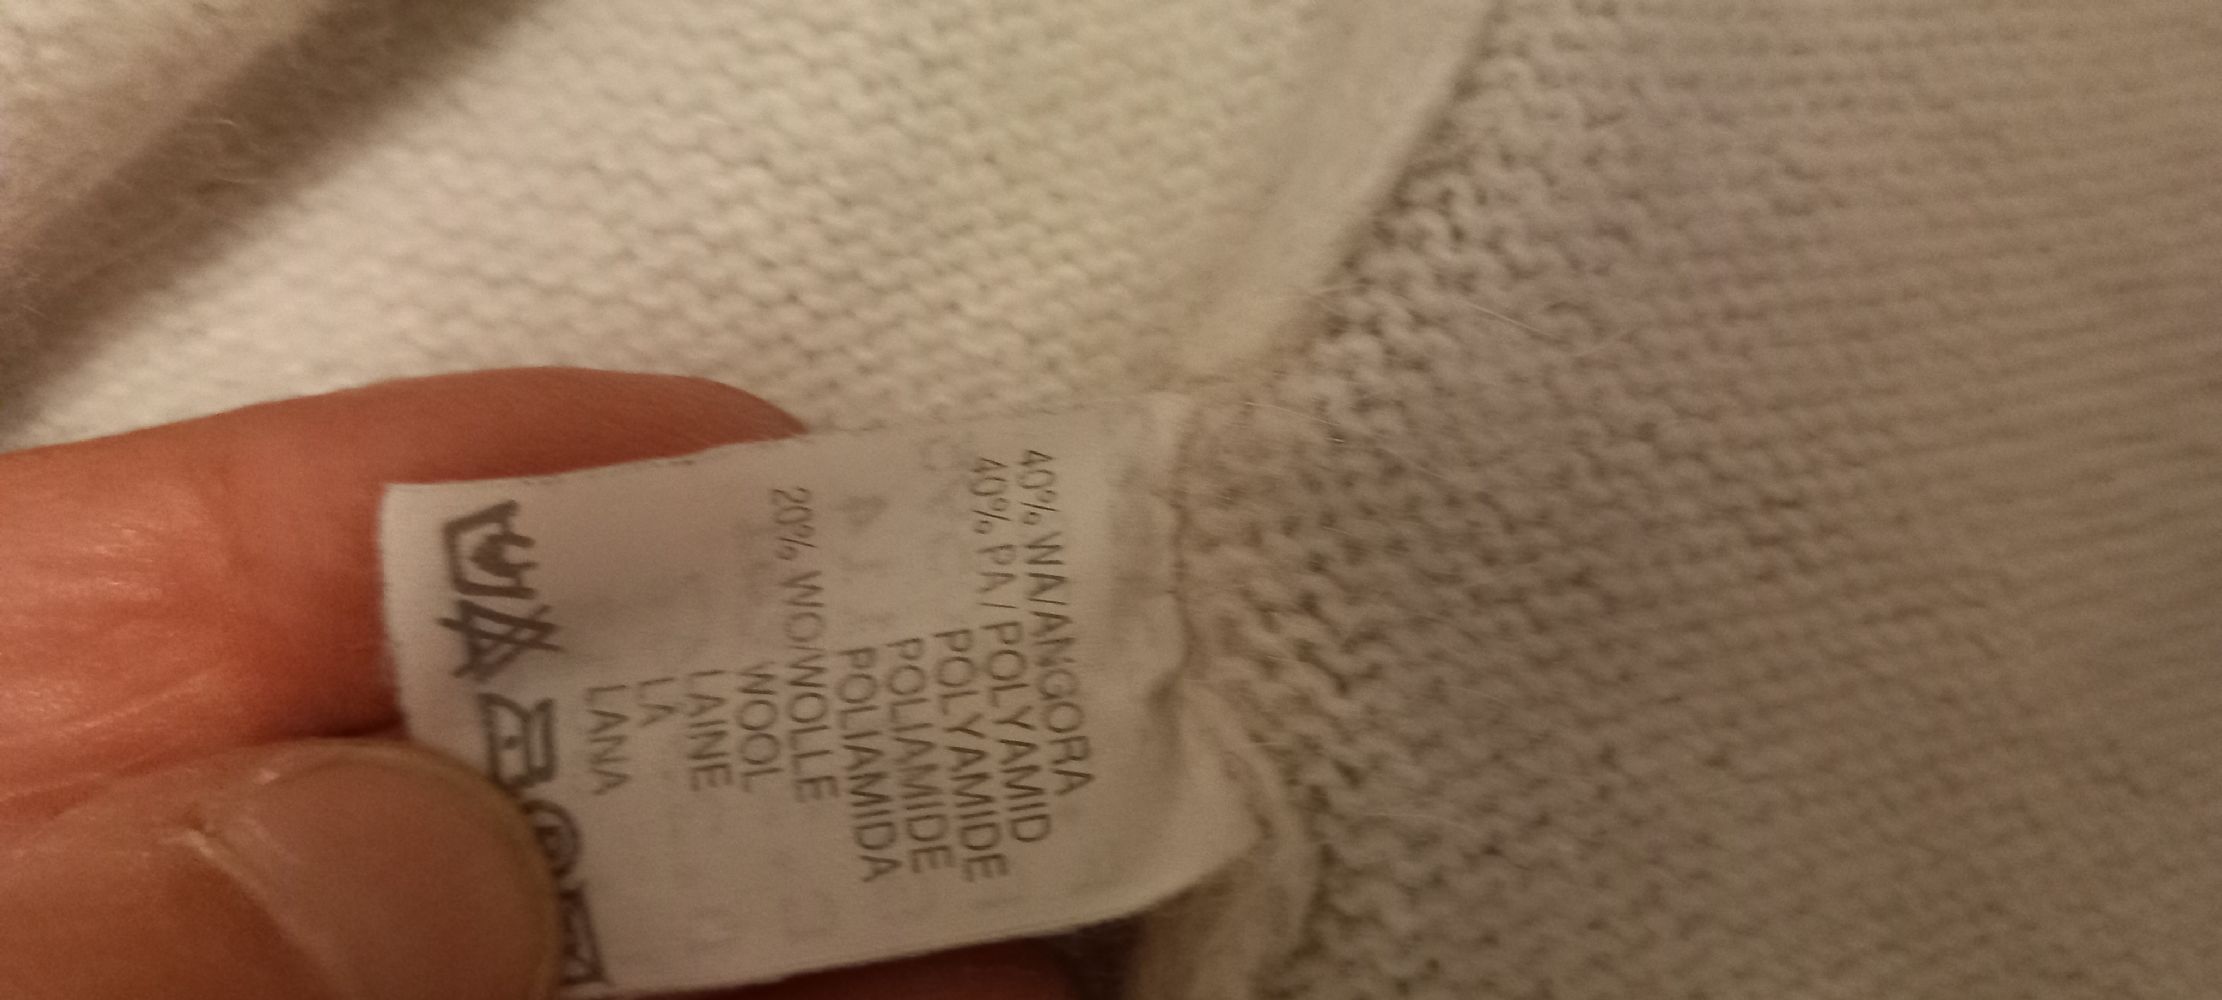 40% WA/ANGORA
40% PA/POLYAMID
POLYAMIDE
POLIAMIDE
POLIAMIDA
20% WO/WOLLE
WOOL
LAINE
LA
LANA